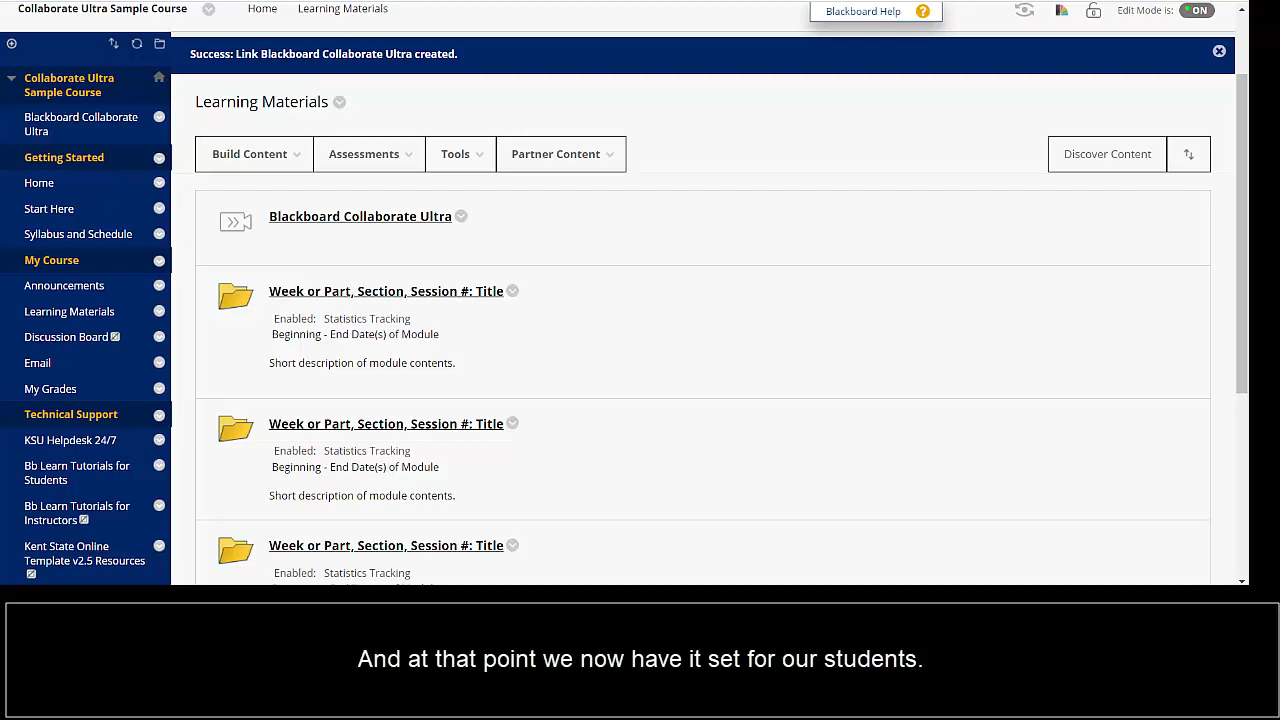 Collaborate Ultra Sample Course
Home
Learning Materials
Blackboard Help
?
Edit Mode is:
ON
Success: Link Blackboard Collaborate Ultra created.
Collaborate Ultra
Sample Course
Blackboard Collaborate
Ultra
Getting Started
Home
Start Here
Syllabus and Schedule
My Course
Announcements
Learning Materials
Discussion Board
Email
My Grades
Technical Support
KSU Helpdesk 24/7
Bb Learn Tutorials for
Students
Bb Learn Tutorials for
Instructors
Kent State Online
Template v2.5 Resources
Learning Materials
Build Content
Assessments
Tools
Partner Content
Discover Content
Blackboard Collaborate Ultra
Week or Part, Section, Session #: Title
Enabled: Statistics Tracking
Beginning - End Date(s) of Module
Short description of module contents.
Week or Part, Section, Session #: Title
Enabled: Statistics Tracking
Beginning - End Date(s) of Module
Short description of module contents.
Week or Part, Section, Session #: Title
Enabled: Statistics Tracking
And at that point we now have it set for our students.